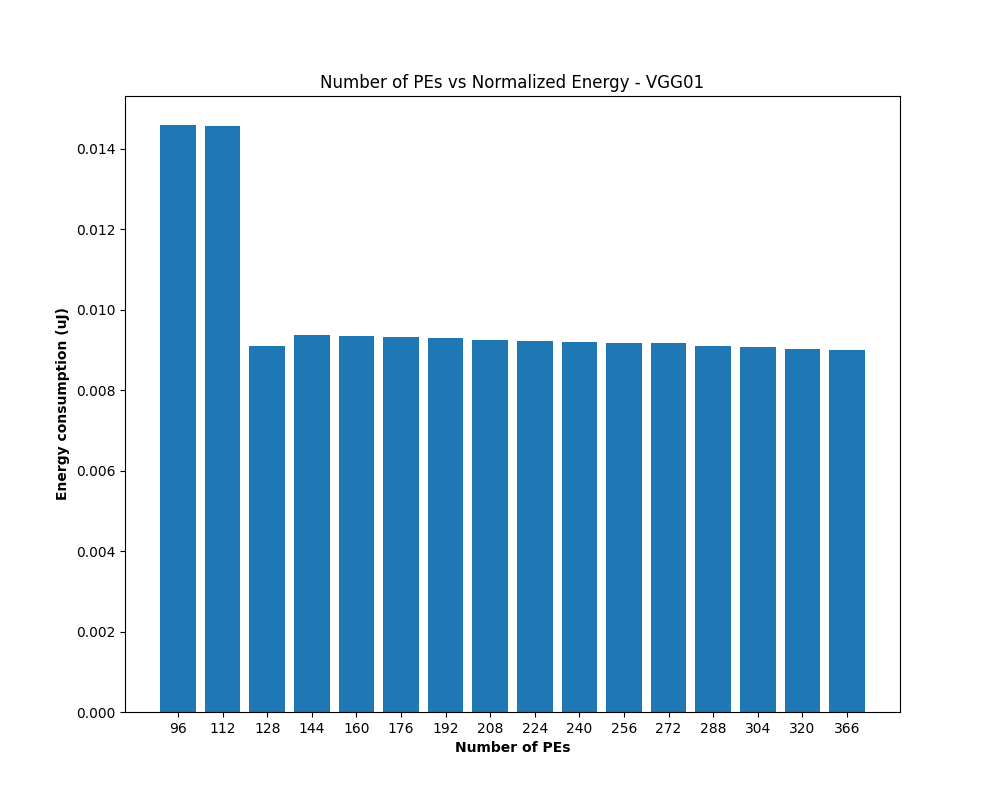 Number of PEs vs Normalized Energy - VGG01
Energy consumption (uJ)
0.014
0.012
0.010
0.008
0.006
0.004
0.002
0.000
96 112 128 144 160 176 192 208 224 240 256 272 288 304 320 366
Number of PEs